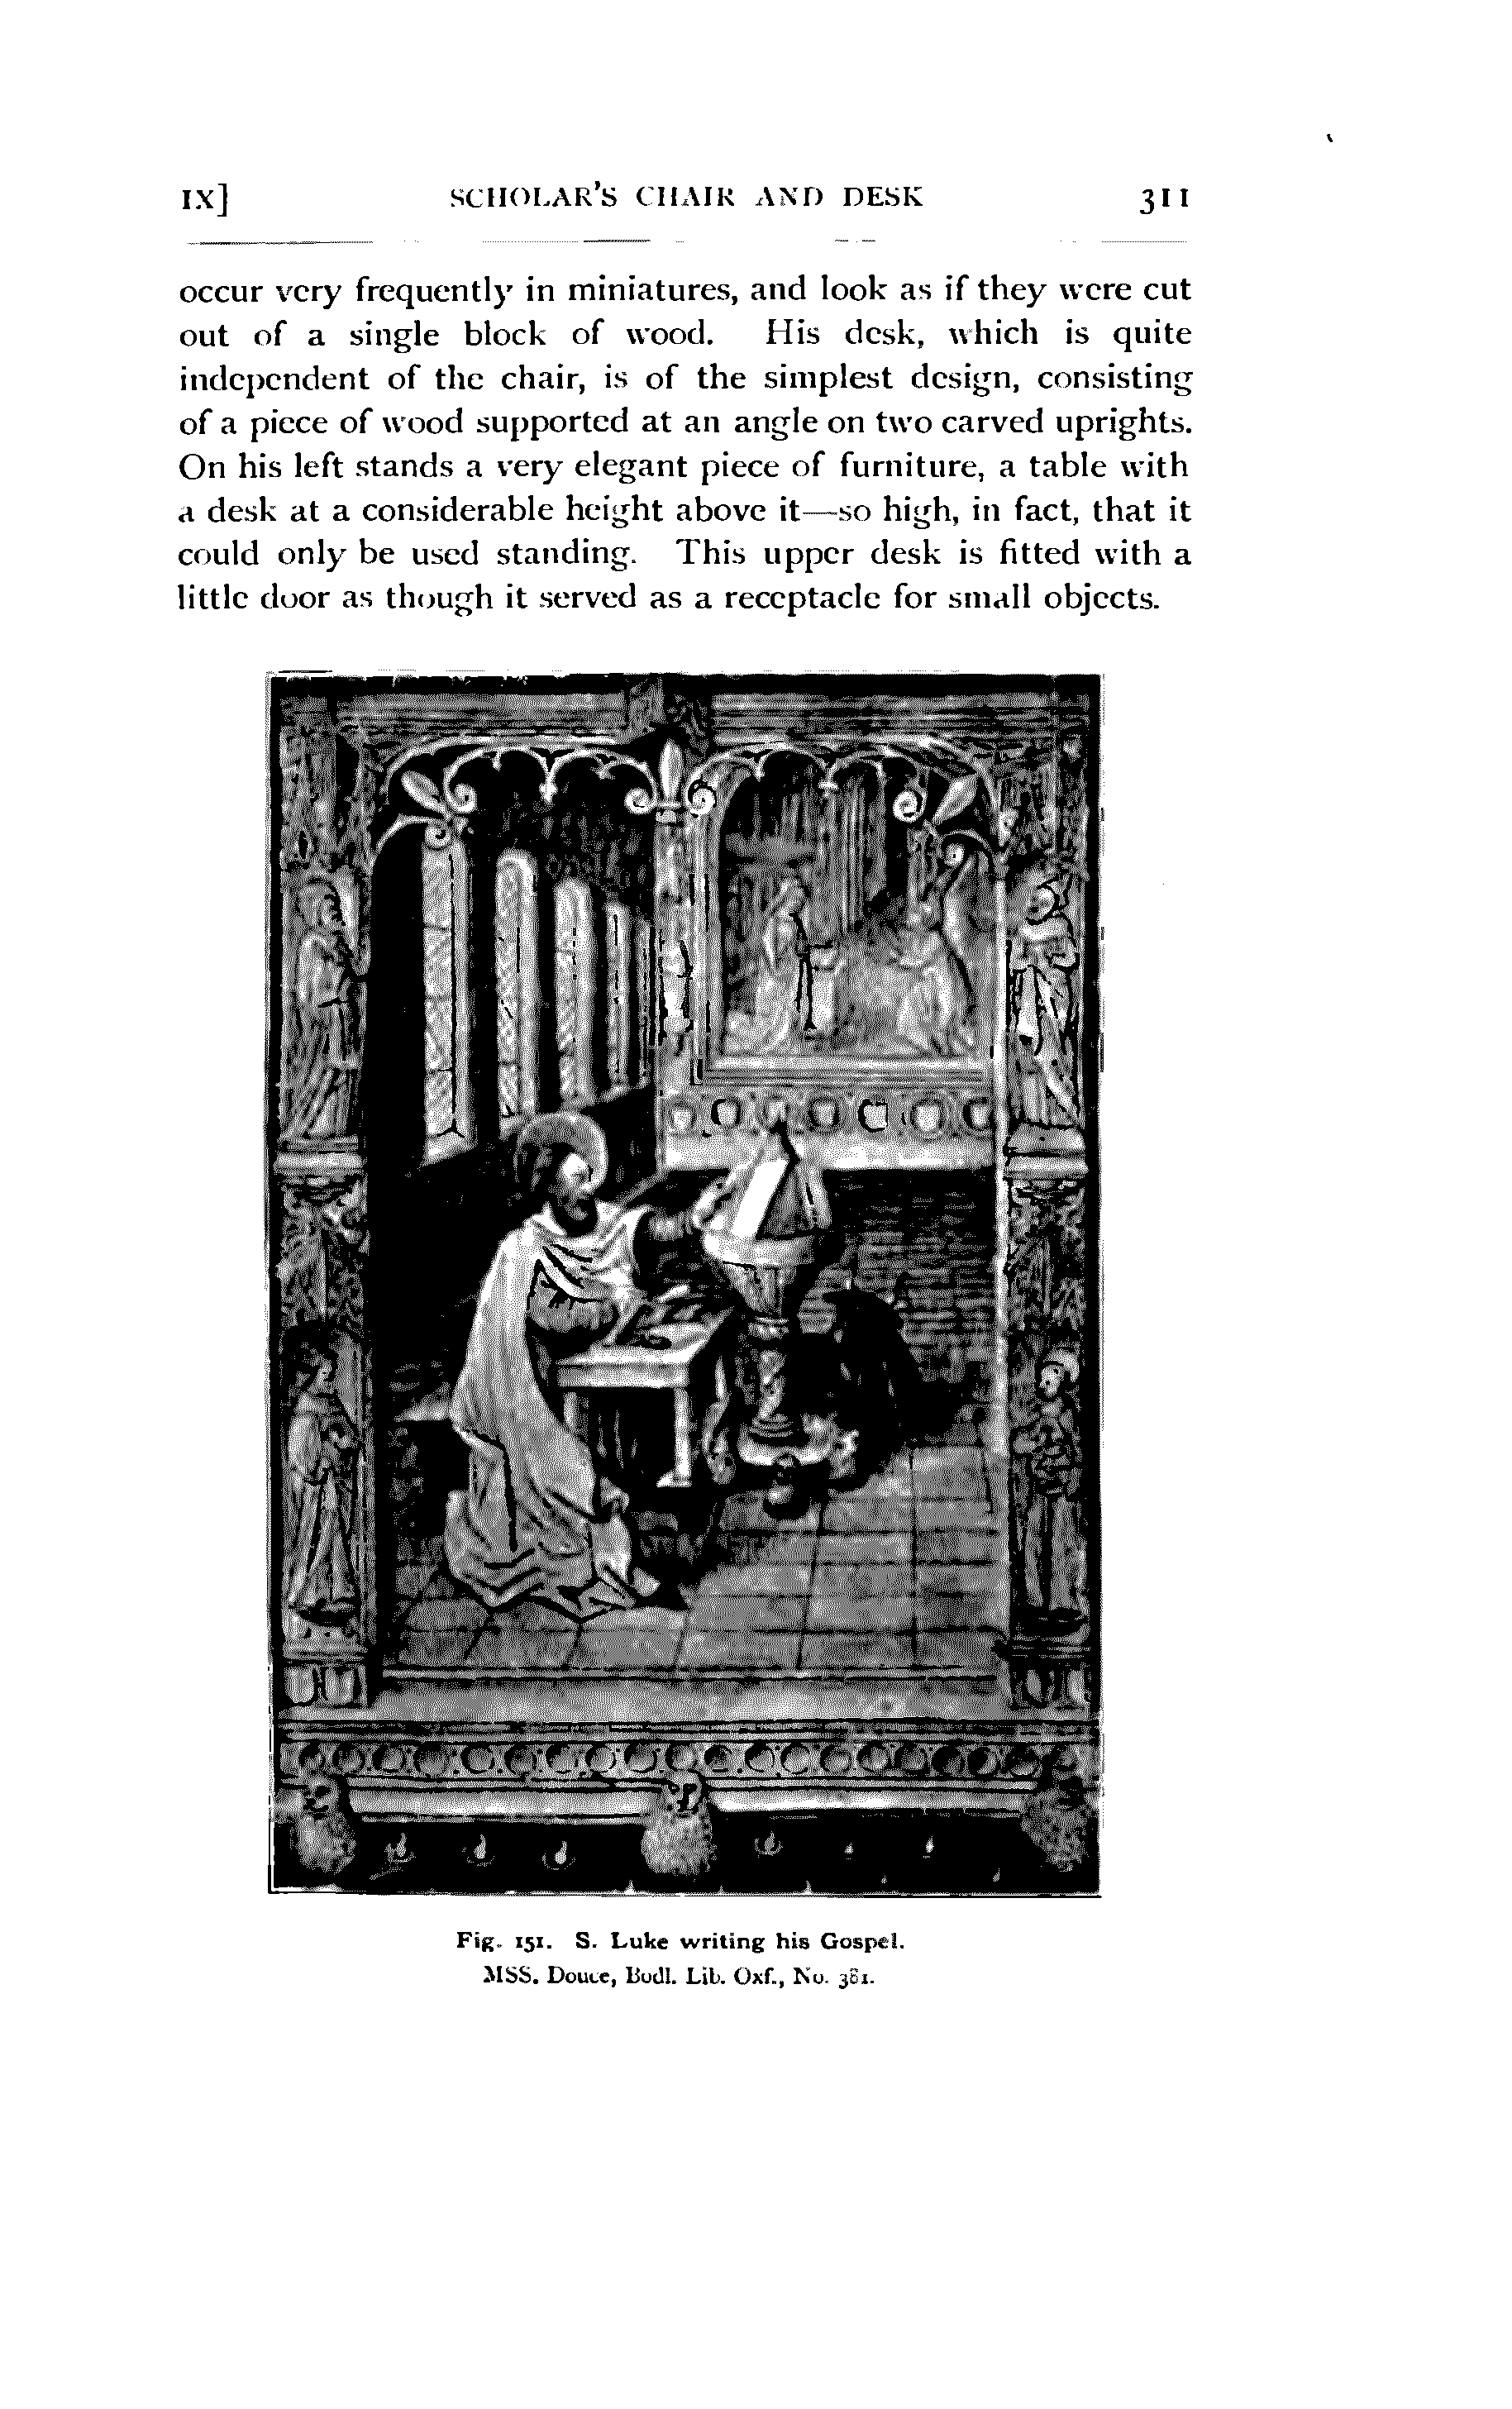 IX] SCHOLAR'S CHAIR AND DESK 311
occur very frequently in miniatures, and look as if they were cut
out of a single block of wood. His desk, which is quite
independent of the chair, is of the simplest design, consisting
of a piece of wood supported at an angle on two carved uprights.
On his left stands a very elegant piece of furniture, a table with
a desk at a considerable height above it—so high, in fact, that it
could only be used standing. This upper desk is fitted with a
little door as though it served as a receptacle for small objects.
Fig. 151. S. Luke writing his Gospel.
MSS. Douce, Bodl. Lib. Oxf., No. 381.